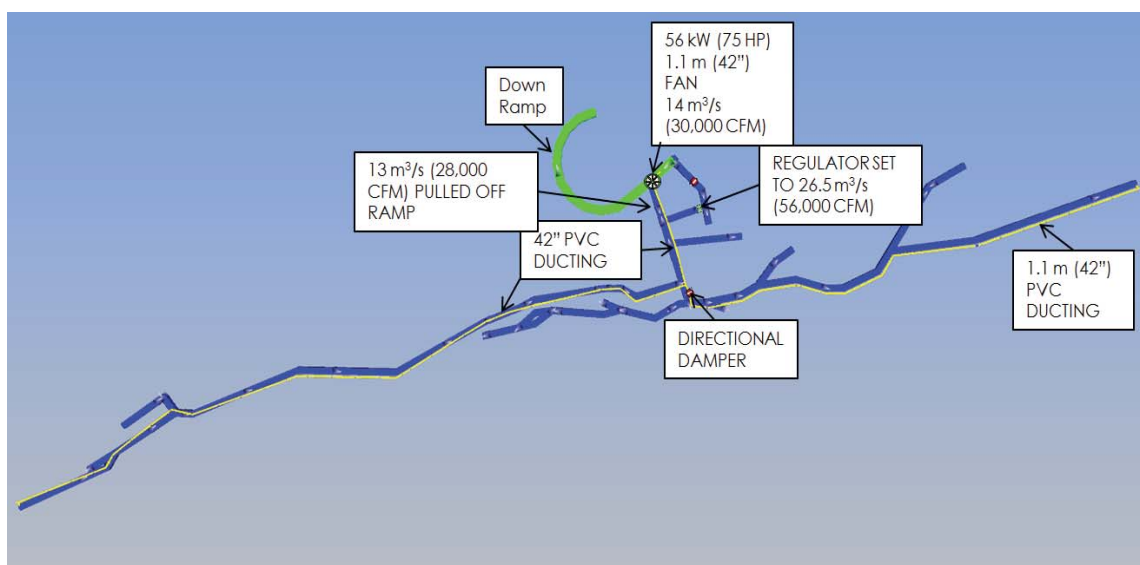 56 kW (75 HP)
1.1 m (42”)
FAN
14 m³/s
(30,000 CFM)
Down
Ramp
13 m³/s (28,000
CFM) PULLED OFF
RAMP
REGULATOR SET
TO 26.5 m³/s
(56,000 CFM)
42” PVC
DUCTING
1.1 m (42”)
PVC
DUCTING
DIRECTIONAL
DAMPER